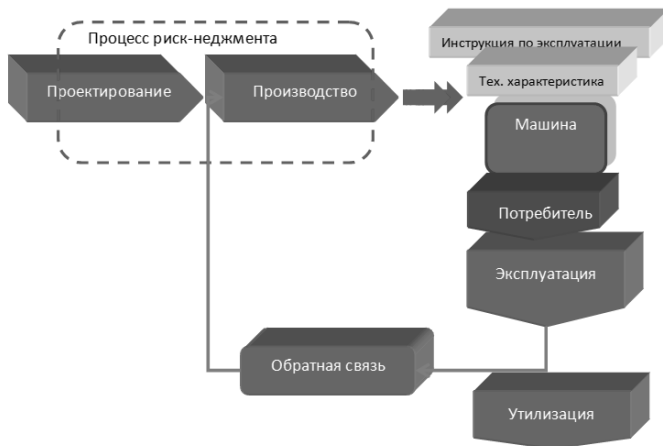 Процесс риск-неджмента
Инструкция по эксплуатации
Тех. характеристика
Проектирование
Производство
Машина
Потребитель
Эксплуатация
Обратная связь
Утилизация